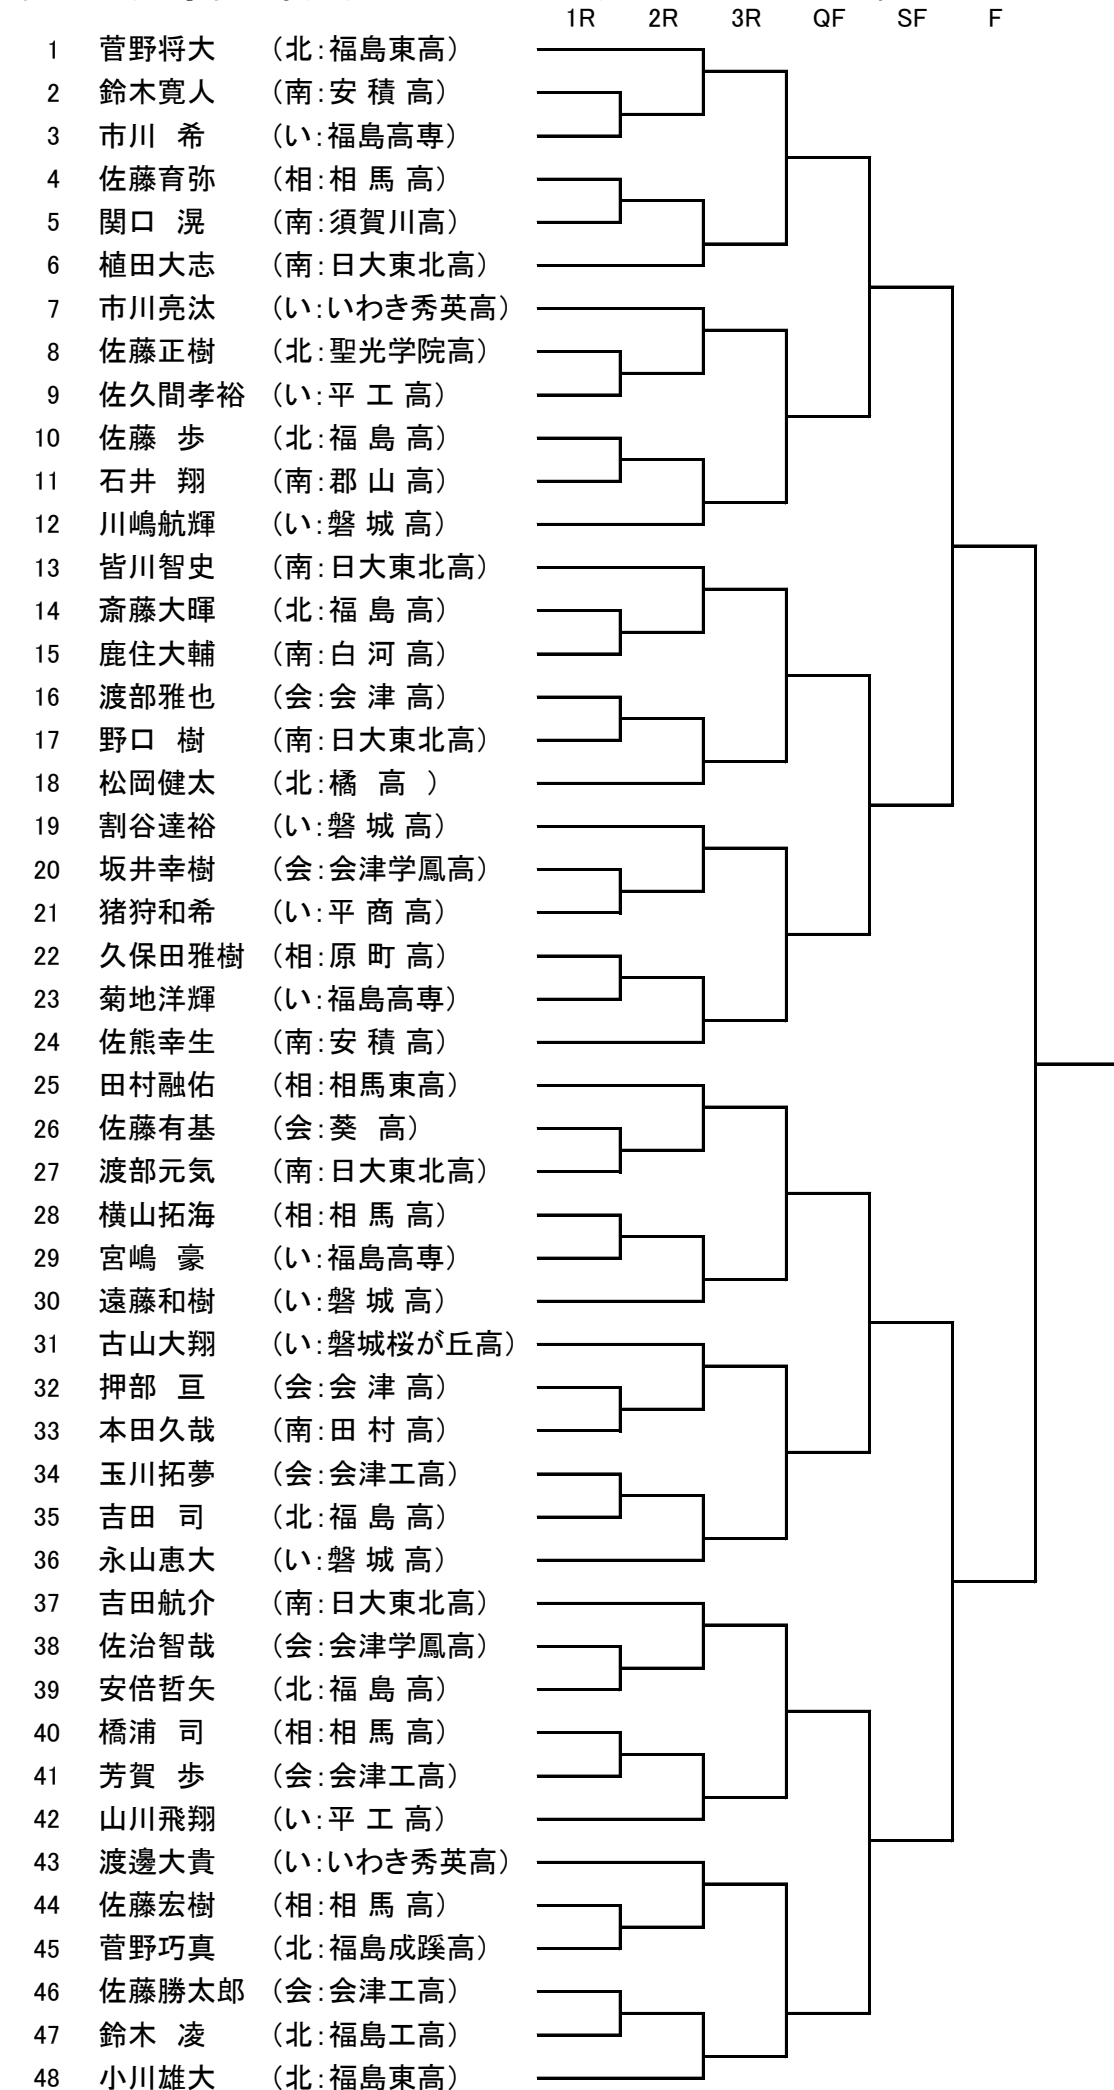 1R 2R 3R QF SF F
1 菅野将大 （北：福島東高）
2 鈴木寛人 （南：安 積 高）
3 市川 希 （い：福島高専）
4 佐藤育弥 （相：相 馬 高）
5 関口 滉 （南：須賀川高）
6 植田大志 （南：日大東北高）
7 市川亮汰 （い：いわき秀英高）
8 佐藤正樹 （北：聖光学院高）
9 佐久間孝裕 （い：平 工 高）
10 佐藤 歩 （北：福 島 高）
11 石井 翔 （南：郡 山 高）
12 川嶋航輝 （い：磐 城 高）
13 皆川智史 （南：日大東北高）
14 斎藤大暉 （北：福 島 高）
15 鹿住大輔 （南：白 河 高）
16 渡部雅也 （会：会 津 高）
17 野口 樹 （南：日大東北高）
18 松岡健太 （北：橘 高 ）
19 割谷達裕 （い：磐 城 高）
20 坂井幸樹 （会：会津学鳳高）
21 猪狩和希 （い：平 商 高）
22 久保田雅樹 （相：原 町 高）
23 菊地洋輝 （い：福島高専）
24 佐熊幸生 （南：安 積 高）
25 田村融佑 （相：相馬東高）
26 佐藤有基 （会：葵 高）
27 渡部元気 （南：日大東北高）
28 横山拓海 （相：相 馬 高）
29 宮嶋 豪 （い：福島高専）
30 遠藤和樹 （い：磐 城 高）
31 古山大翔 （い：磐城桜が丘高）
32 押部 亘 （会：会 津 高）
33 本田久哉 （南：田 村 高）
34 玉川拓夢 （会：会津工高）
35 吉田 司 （北：福 島 高）
36 永山恵大 （い：磐 城 高）
37 吉田航介 （南：日大東北高）
38 佐治智哉 （会：会津学鳳高）
39 安倍哲矢 （北：福 島 高）
40 橋浦 司 （相：相 馬 高）
41 芳賀 歩 （会：会津工高）
42 山川飛翔 （い：平 工 高）
43 渡邊大貴 （い：いわき秀英高）
44 佐藤宏樹 （相：相 馬 高）
45 菅野巧真 （北：福島成蹊高）
46 佐藤勝太郎 （会：会津工高）
47 鈴木 凌 （北：福島工高）
48 小川雄大 （北：福島東高）